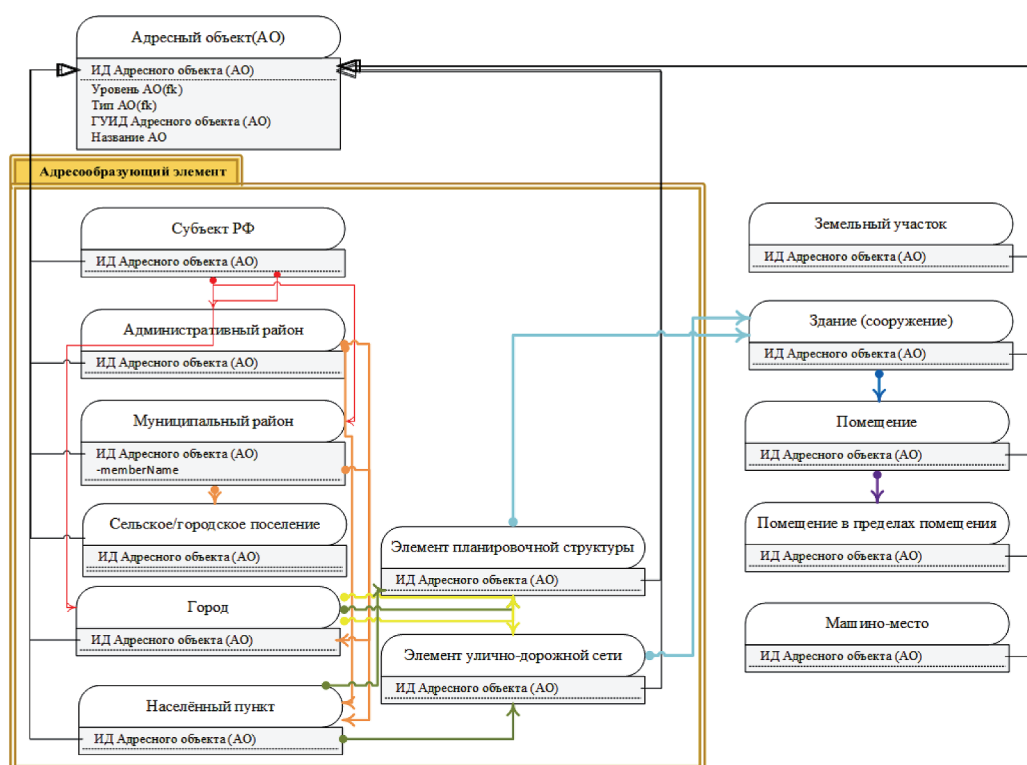 Адресный объект(АО)
ИД Адресного объекта (АО)
Уровень АО(fk)
Тип АО(fk)
ГУИД Адресного объекта (АО)
Название АО
Адресообразующий элемент
Субъект РФ
ИД Адресного объекта (АО)
Административный район
ИД Адресного объекта (АО)
Муниципальный район
ИД Адресного объекта (АО)
-memberName
Сельское/городское поселение
ИД Адресного объекта (АО)
Город
ИД Адресного объекта (АО)
Населённый пункт
ИД Адресного объекта (АО)
Элемент планировочной структуры
ИД Адресного объекта (АО)
Элемент улично-дорожной сети
ИД Адресного объекта (АО)
Земельный участок
ИД Адресного объекта (АО)
Здание (сооружение)
ИД Адресного объекта (АО)
Помещение
ИД Адресного объекта (АО)
Помещение в пределах помещения
ИД Адресного объекта (АО)
Машино-место
ИД Адресного объекта (АО)